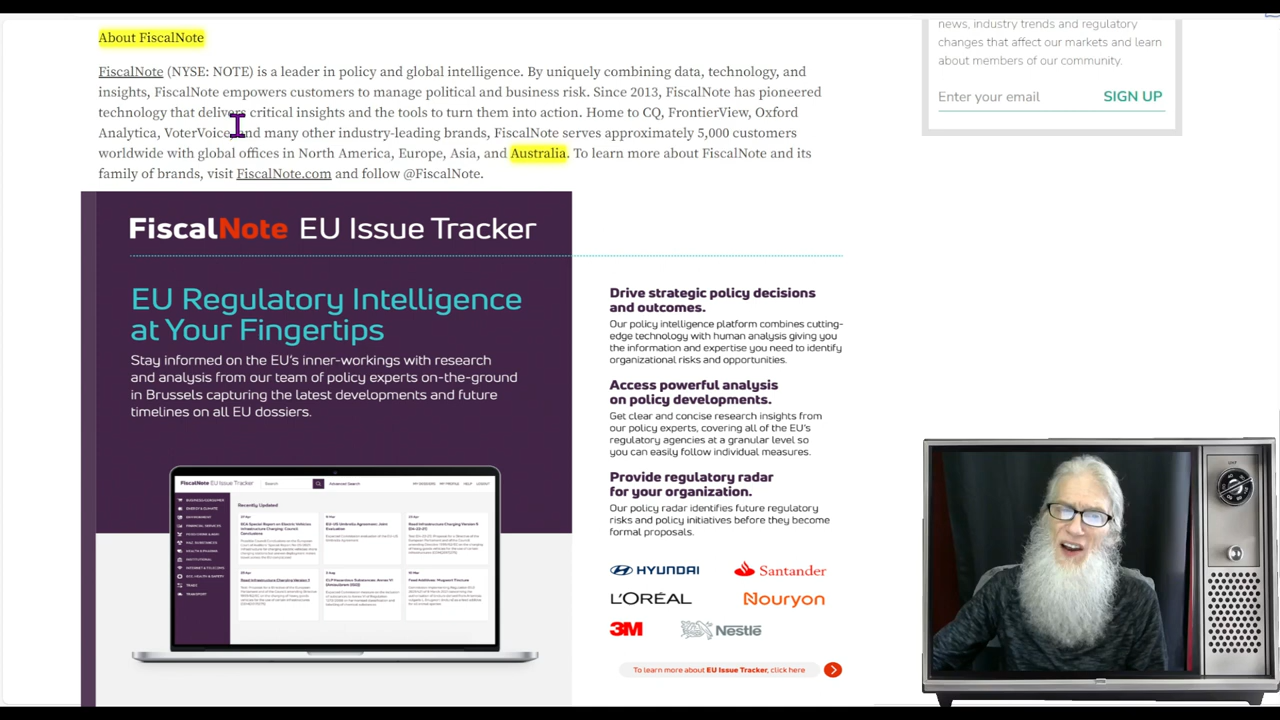 About FiscalNote
FiscalNote (NYSE: NOTE) is a leader in policy and global intelligence. By uniquely combining data, technology, and
insights, FiscalNote empowers customers to manage political and business risk. Since 2013, FiscalNote has pioneered
technology that delivers critical insights and the tools to turn them into action. Home to CQ, FrontierView, Oxford
Analytica, VoterVoice, and many other industry-leading brands, FiscalNote serves approximately 5,000 customers
worldwide with global offices in North America, Europe, Asia, and Australia. To learn more about FiscalNote and its
family of brands, visit FiscalNote.com and follow @FiscalNote.
news, industry trends and regulatory
changes that affect our markets and learn
about members of our community.
Enter your email SIGN UP
FiscalNote EU Issue Tracker
EU Regulatory Intelligence
at Your Fingertips
Stay informed on the EU's inner-workings with research
and analysis from our team of policy experts on-the-ground
in Brussels capturing the latest developments and future
timelines on all EU dossiers.
FiscalNote EU Issue Tracker
Search
Advanced Search
Recently Updated
Drive strategic policy decisions
and outcomes.
Our policy intelligence platform combines cutting-
edge technology with human analysis giving you
the information and expertise you need to identify
organizational risks and opportunities.
Access powerful analysis
on policy developments.
Get clear and concise research insights from
our policy experts, covering all of the EU's
regulatory agencies at a granular level so
you can easily follow individual measures.
Provide regulatory radar
for your organization.
Our policy radar identifies future regulatory
risks and policy initiatives before they become
formal proposals.
HYUNDAI Santander
L'ORÉAL Nouryon
3M Nestlé
To learn more about EU Issue Tracker, click here